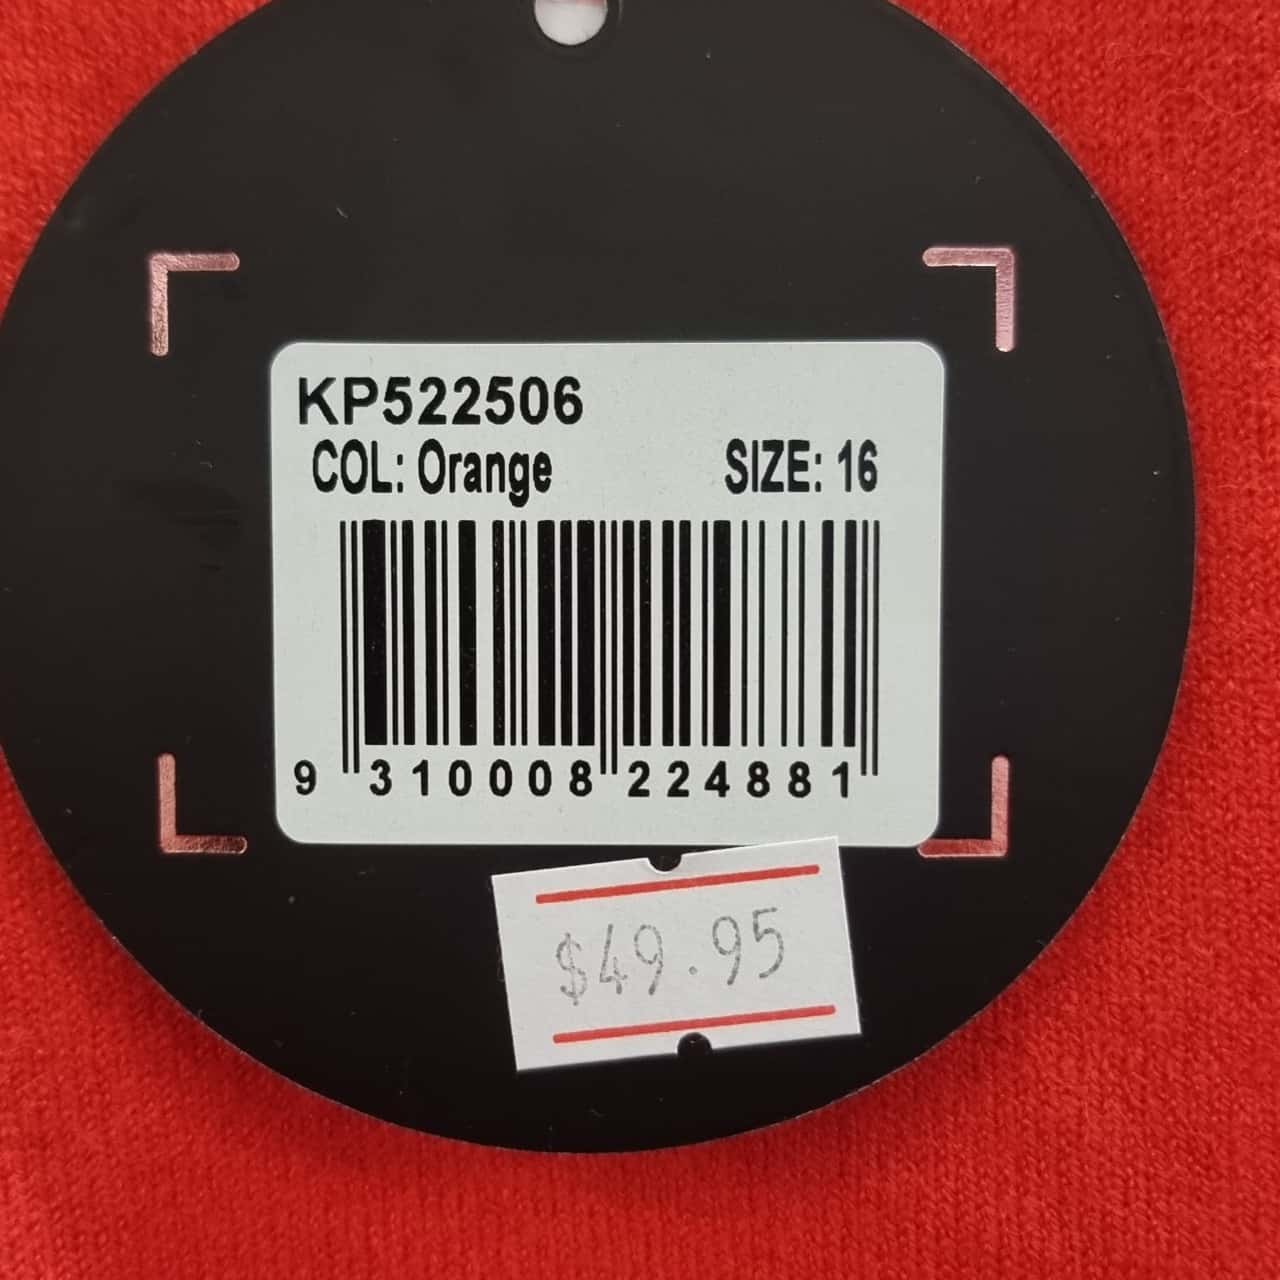 KP522506
COL: Orange SIZE: 16
9 310008 224881
$49.95